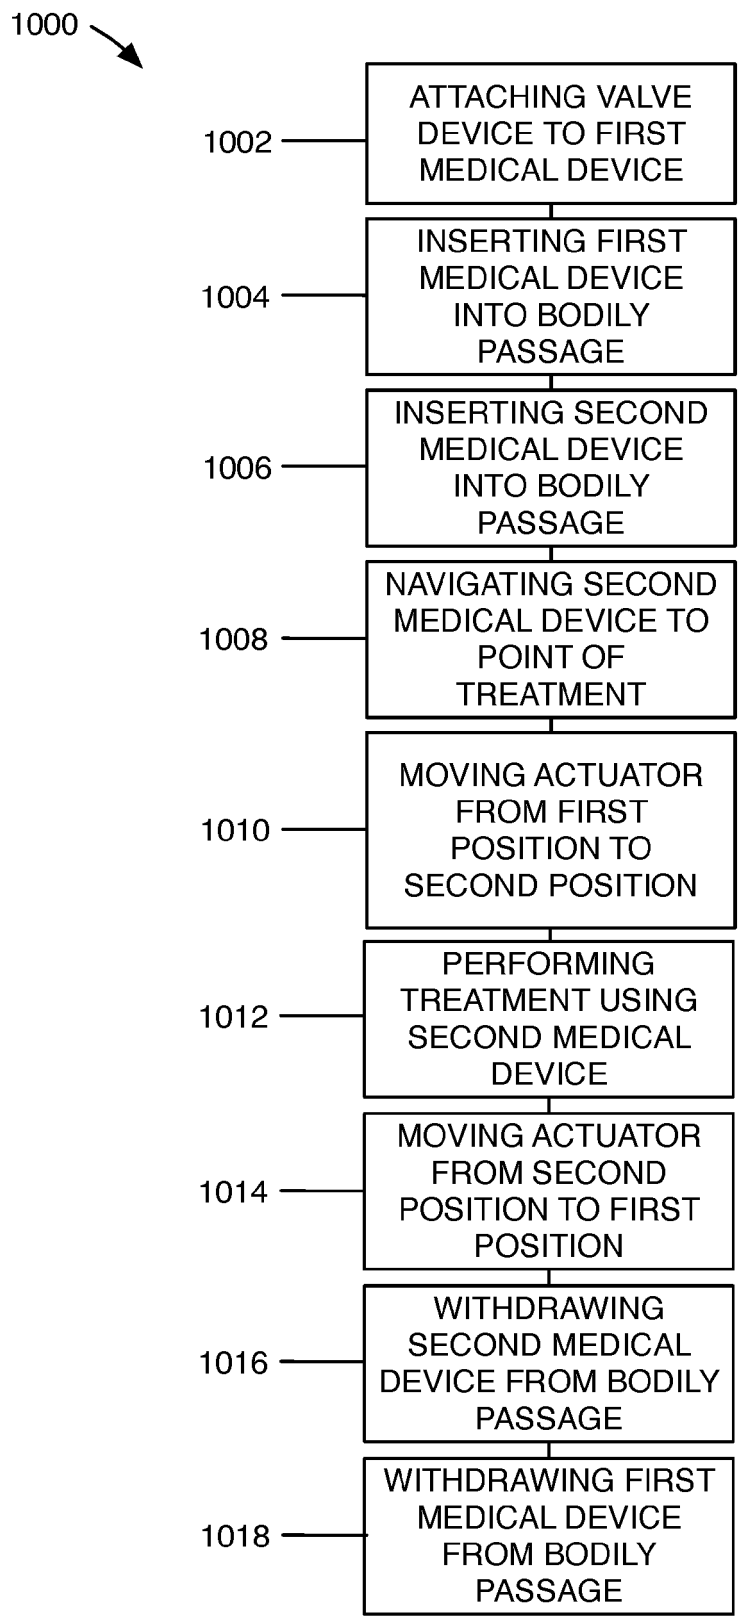 1000
ATTACHING VALVE
DEVICE TO FIRST
MEDICAL DEVICE
1002
INSERTING FIRST
MEDICAL DEVICE
INTO BODILY
PASSAGE
1004
INSERTING SECOND
MEDICAL DEVICE
INTO BODILY
PASSAGE
1006
NAVIGATING SECOND
MEDICAL DEVICE TO
POINT OF
TREATMENT
1008
MOVING ACTUATOR
FROM FIRST
POSITION TO
SECOND POSITION
1010
PERFORMING
TREATMENT USING
SECOND MEDICAL
DEVICE
1012
MOVING ACTUATOR
FROM SECOND
POSITION TO FIRST
POSITION
1014
WITHDRAWING
SECOND MEDICAL
DEVICE FROM BODILY
PASSAGE
1016
WITHDRAWING FIRST
MEDICAL DEVICE
FROM BODILY
PASSAGE
1018